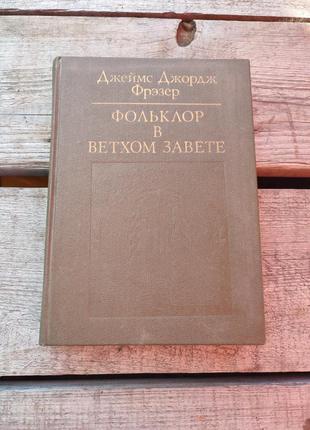 Джеймс Джордж
Фрэзер
ФОЛЬКЛОР
В
ВЕТХОМ ЗАВЕТЕ